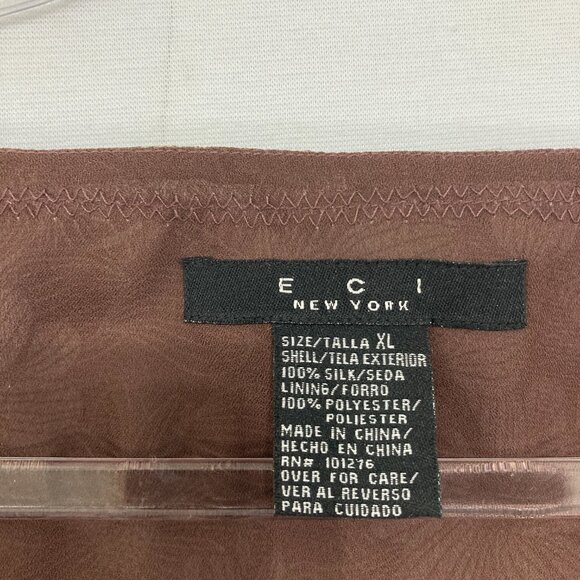 E C I
NEW YORK
SIZE/TALLA XL
SHELL/TELA EXTERIOR
100% SILK/SEDA
LINING/FORRO
100% POLYESTER/
POLIESTER
MADE IN CHINA/
HECHO EN CHINA
RN# 101276
OVER FOR CARE/
VER AL REVERSO
PARA CUIDADO